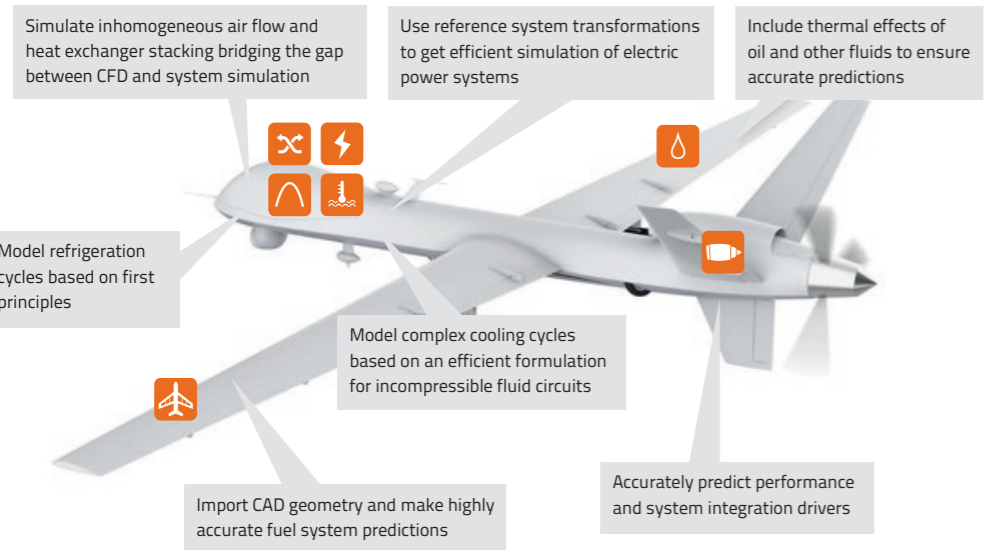 Simulate inhomogeneous air flow and
heat exchanger stacking bridging the gap
between CFD and system simulation
Use reference system transformations
to get efficient simulation of electric
power systems
Include thermal effects of
oil and other fluids to ensure
accurate predictions
Model refrigeration
cycles based on first
principles
Model complex cooling cycles
based on an efficient formulation
for incompressible fluid circuits
Import CAD geometry and make highly
accurate fuel system predictions
Accurately predict performance
and system integration drivers